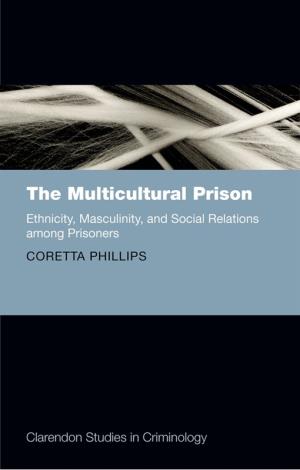 The Multicultural Prison
Ethnicity, Masculinity, and Social Relations
among Prisoners
CORETTA PHILLIPS
Clarendon Studies in Criminology